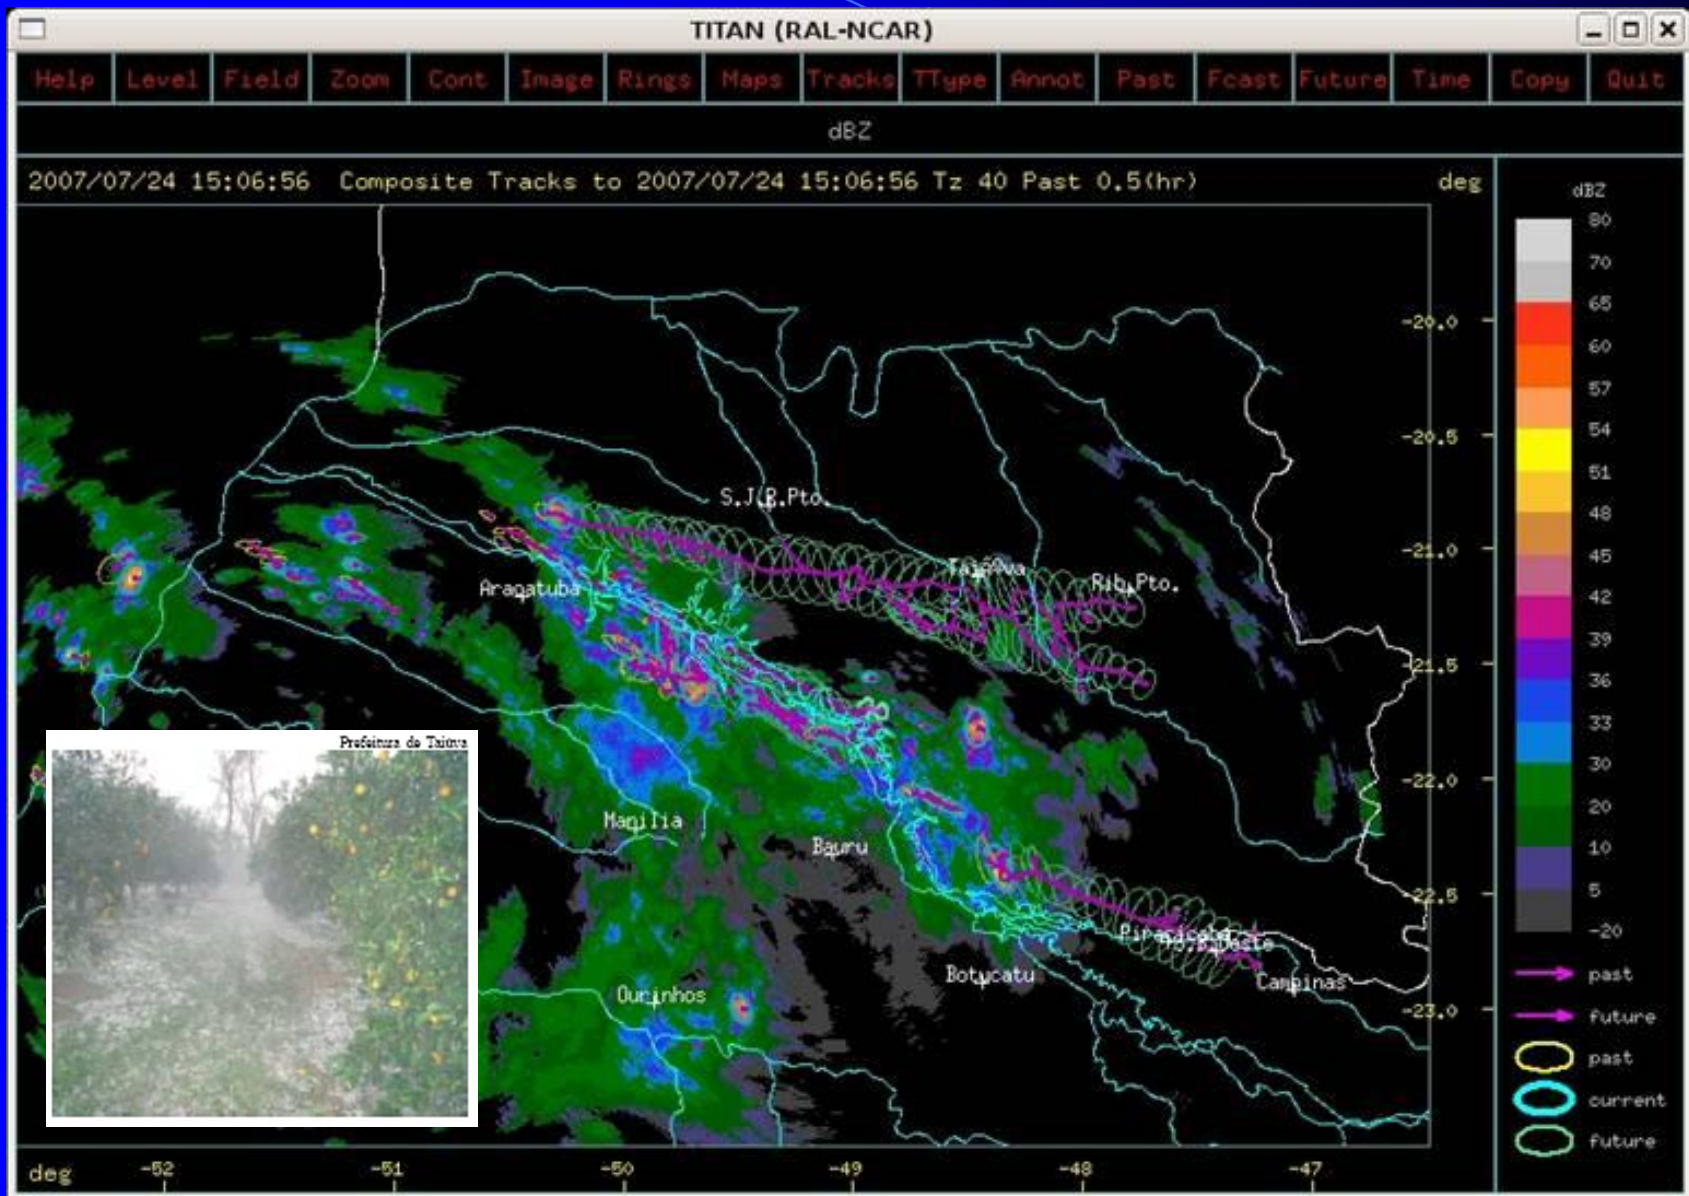 TITAN (RAL-NCAR)
Help Level Field Zoom Cont Image Rings Maps Tracks TType Annot Past Fcast Future Time Copy Quit
dBZ
2007/07/24 15:06:56 Composite Tracks to 2007/07/24 15:06:56 Tz 40 Past 0.5(hr) deg
dBZ
80
70
65
60
57
54
51
48
45
42
39
36
33
30
20
10
5
-20
past
future
past
current
future
-20.0
-20.5
-21.0
-21.5
-22.0
-22.5
-23.0
S.J.R.Pto.
Rib.Pto.
Araçatuba
Marilia
Bauru
Piracicaba
Botucatu
Campinas
Ourinhos
Prefeitura de Taiúva
deg -52 -51 -50 -49 -48 -47